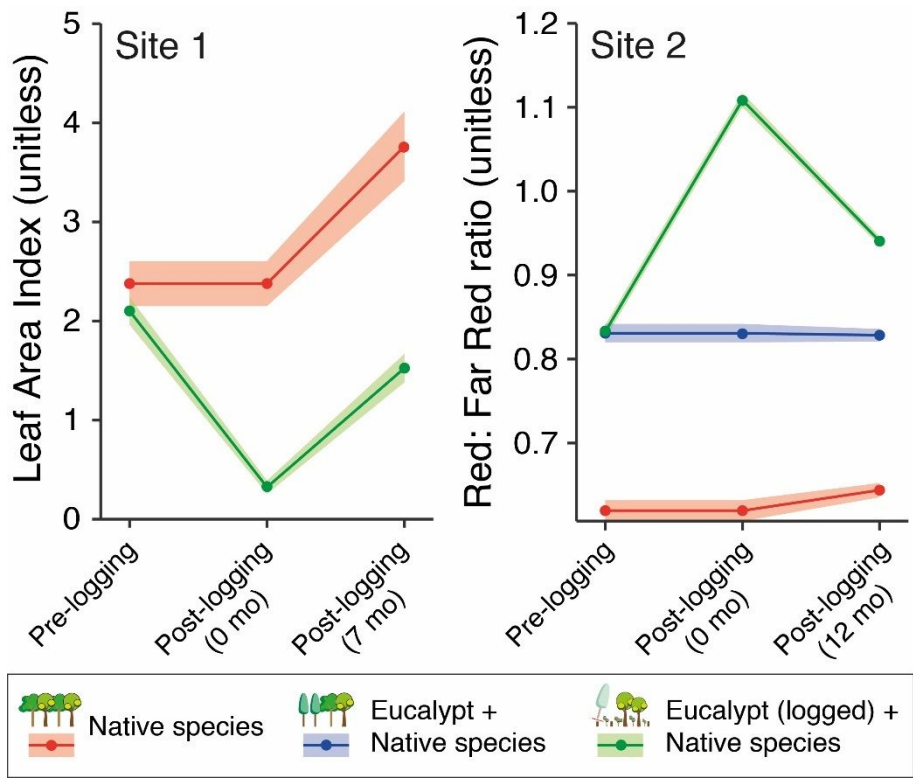 Site 1
Leaf Area Index (unitless)
5
4
3
2
1
0
Pre-logging
Post-logging
(0 mo)
Post-logging
(7 mo)
Site 2
Red: Far Red ratio (unitless)
1.2
1.1
1.0
0.9
0.8
0.7
Pre-logging
Post-logging
(0 mo)
Post-logging
(12 mo)
Native species
Eucalypt +
Native species
Eucalypt (logged) +
Native species